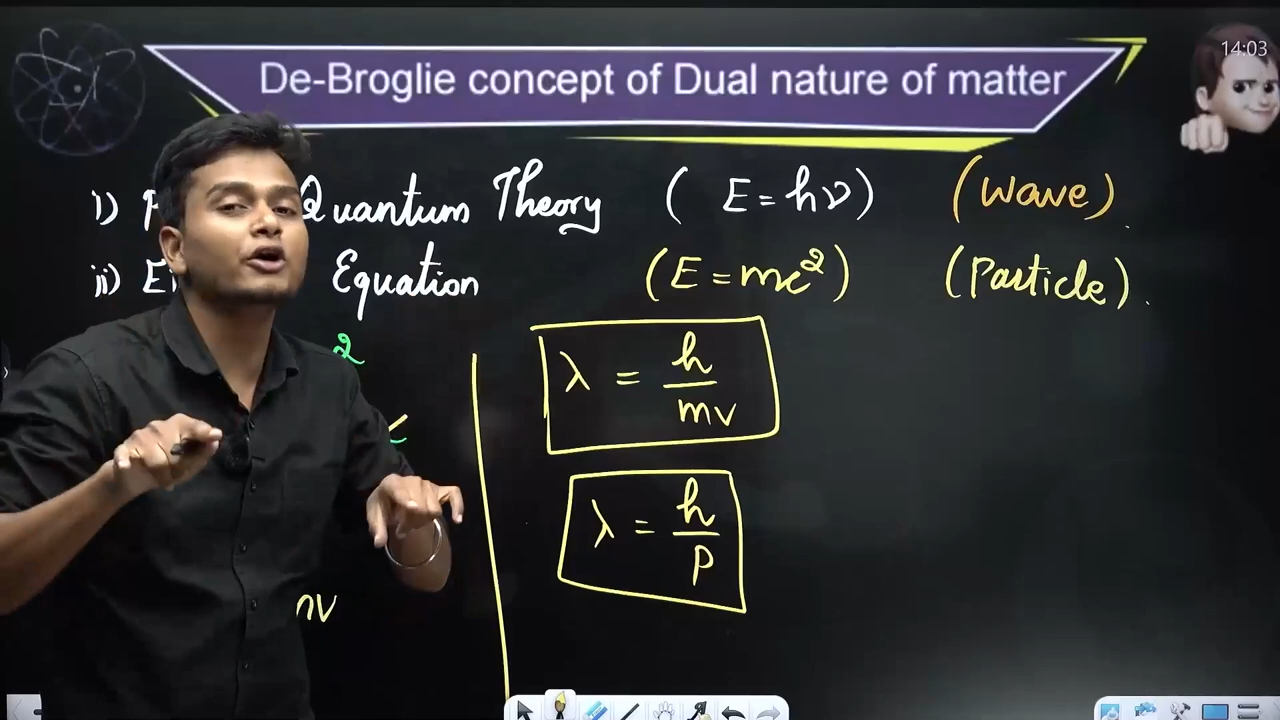 14:03
De-Broglie concept of Dual nature of matter
i) Quantum Theory (E=hν) (Wave)
ii) Equation (E=mc²) (Particle)
2
λ = h/mv
λ = h/p